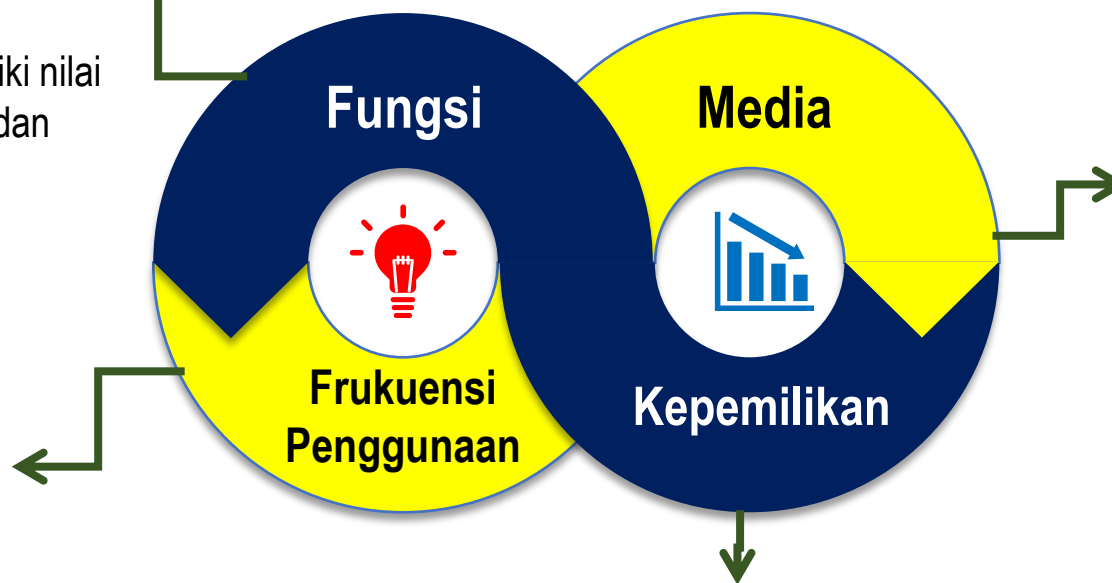 iki nilai
dan
Fungsi
Media
Frukuensi
Penggunaan
Kepemilikan